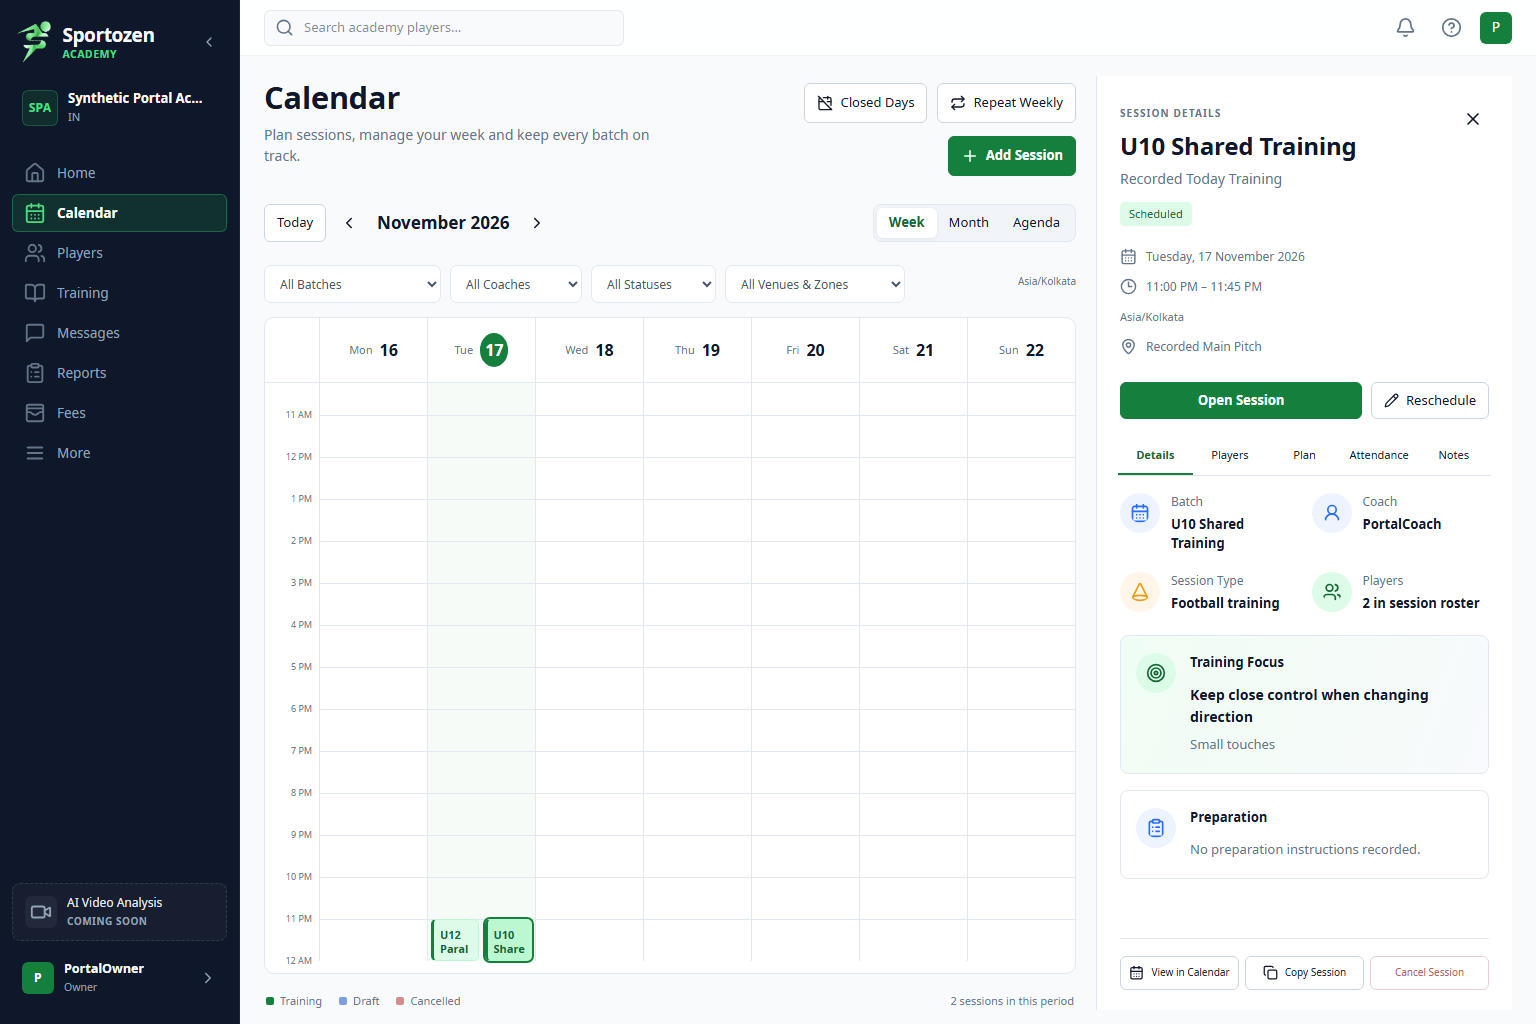 Sportozen
ACADEMY
SPA
Synthetic Portal Ac...
IN
Home
Calendar
Players
Training
Messages
Reports
Fees
More
AI Video Analysis
COMING SOON
P
PortalOwner
Owner
Search academy players...
P
Calendar
Plan sessions, manage your week and keep every batch on
track.
Closed Days
Repeat Weekly
Add Session
Today
November 2026
Week
Month
Agenda
All Batches
All Coaches
All Statuses
All Venues & Zones
Asia/Kolkata
Mon 16
Tue 17
Wed 18
Thu 19
Fri 20
Sat 21
Sun 22
11 AM
12 PM
1 PM
2 PM
3 PM
4 PM
5 PM
6 PM
7 PM
8 PM
9 PM
10 PM
11 PM
12 AM
U12
Paral
U10
Share
Training
Draft
Cancelled
2 sessions in this period
SESSION DETAILS
U10 Shared Training
Recorded Today Training
Scheduled
Tuesday, 17 November 2026
11:00 PM – 11:45 PM
Asia/Kolkata
Recorded Main Pitch
Open Session
Reschedule
Details
Players
Plan
Attendance
Notes
Batch
U10 Shared
Training
Coach
PortalCoach
Session Type
Football training
Players
2 in session roster
Training Focus
Keep close control when changing
direction
Small touches
Preparation
No preparation instructions recorded.
View in Calendar
Copy Session
Cancel Session